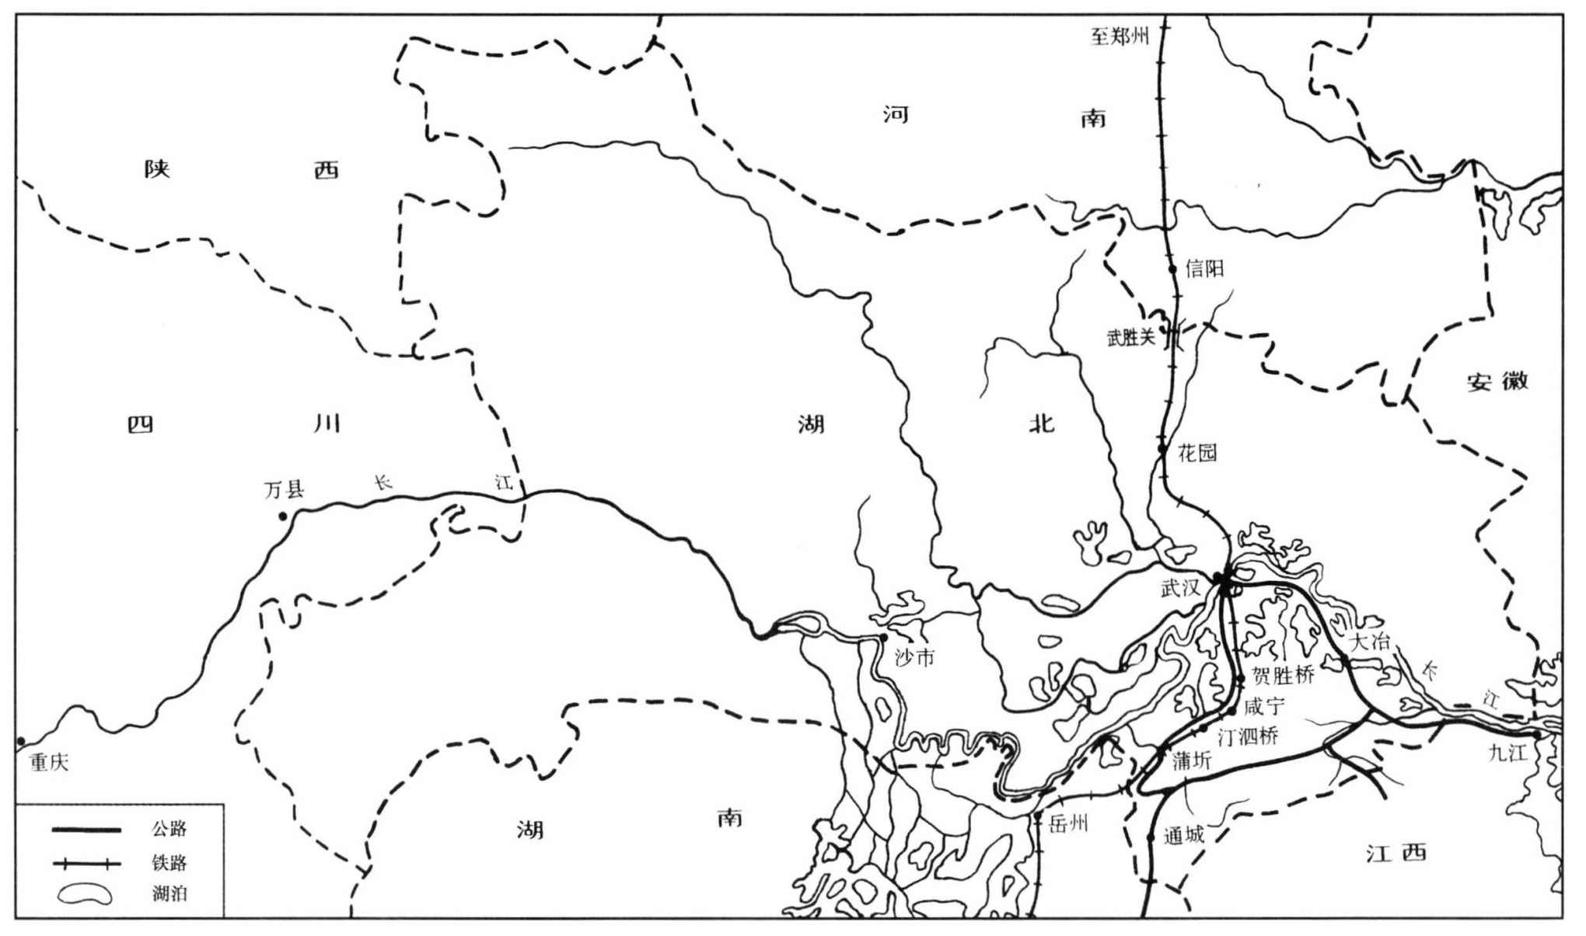 至郑州
河 南
陕 西
信阳
武胜关
安徽
四 川
湖 北
花园
万县
长 江
武汉
大冶
沙市
贺胜桥
长 江
咸宁
汀泗桥
九江
重庆
蒲圻
湖 南
岳州
通城
江西
公路
铁路
湖泊